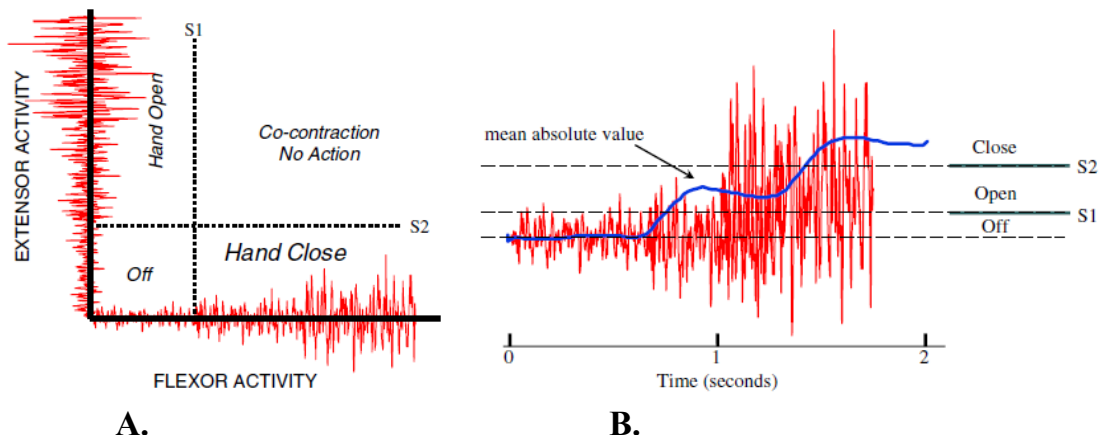 S1
EXTENSOR ACTIVITY
Hand Open
Co-contraction
No Action
S2
Hand Close
Off
FLEXOR ACTIVITY
A.
mean absolute value
Close
S2
Open
S1
Off
0
1
2
Time (seconds)
B.